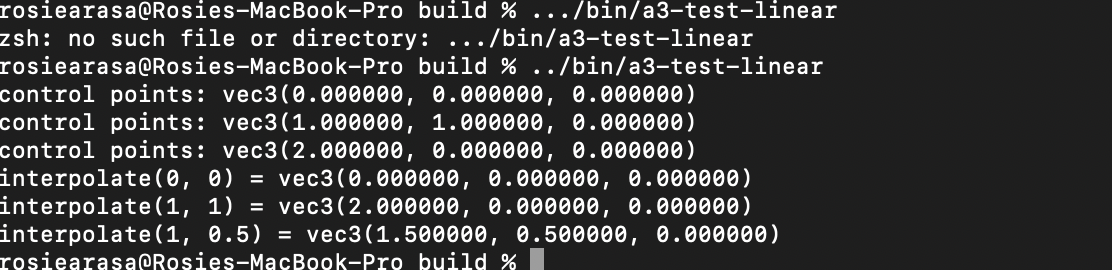 rosiearasa@Rosies-MacBook-Pro build % .../bin/a3-test-linear
zsh: no such file or directory: .../bin/a3-test-linear
rosiearasa@Rosies-MacBook-Pro build % ../bin/a3-test-linear
control points: vec3(0.000000, 0.000000, 0.000000)
control points: vec3(1.000000, 1.000000, 0.000000)
control points: vec3(2.000000, 0.000000, 0.000000)
interpolate(0, 0) = vec3(0.000000, 0.000000, 0.000000)
interpolate(1, 1) = vec3(2.000000, 0.000000, 0.000000)
interpolate(1, 0.5) = vec3(1.500000, 0.500000, 0.000000)
rosiearasa@Rosies-MacBook-Pro build %